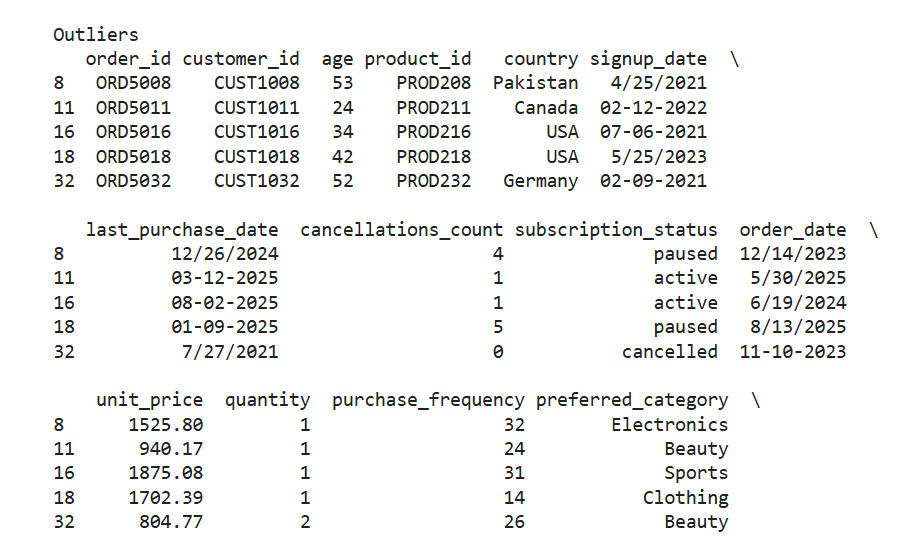 Outliers
   order_id customer_id  age product_id   country signup_date  \
8   ORD5008    CUST1008   53    PROD208  Pakistan   4/25/2021
11  ORD5011    CUST1011   24    PROD211    Canada  02-12-2022
16  ORD5016    CUST1016   34    PROD216       USA  07-06-2021
18  ORD5018    CUST1018   42    PROD218       USA   5/25/2023
32  ORD5032    CUST1032   52    PROD232   Germany  02-09-2021
   last_purchase_date  cancellations_count subscription_status  order_date  \
8          12/26/2024                    4              paused  12/14/2023
11         03-12-2025                    1              active   5/30/2025
16         08-02-2025                    1              active   6/19/2024
18         01-09-2025                    5              paused   8/13/2025
32          7/27/2021                    0           cancelled  11-10-2023
    unit_price  quantity  purchase_frequency preferred_category  \
8      1525.80         1                  32        Electronics
11      940.17         1                  24             Beauty
16     1875.08         1                  31             Sports
18     1702.39         1                  14           Clothing
32      804.77         2                  26             Beauty